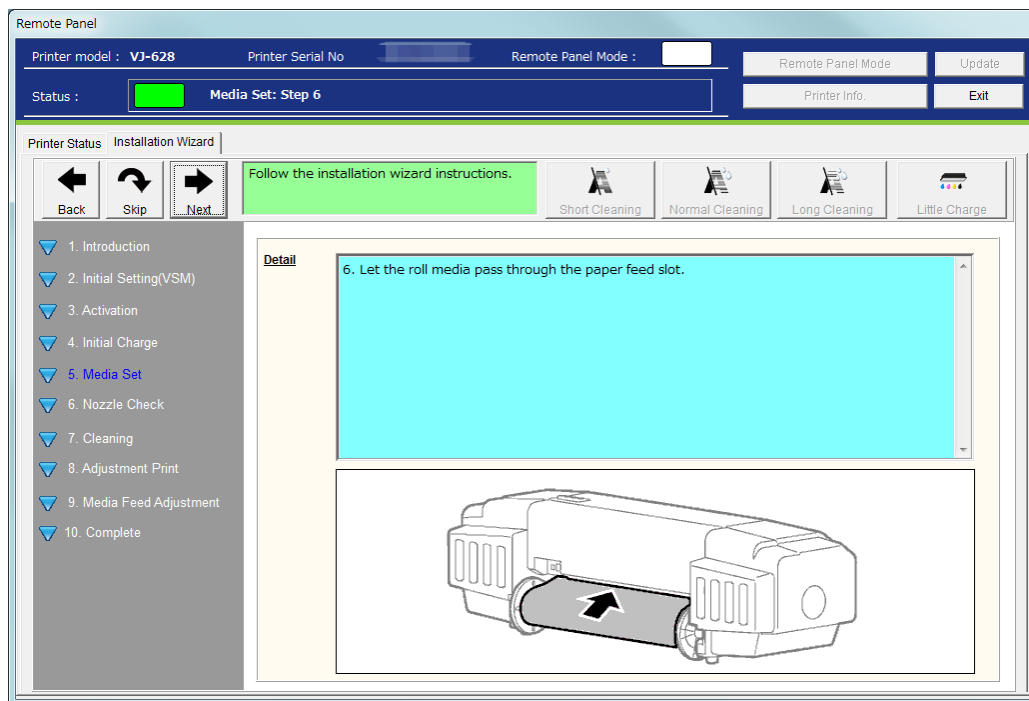 Remote Panel
Printer model : VJ-628 Printer Serial No Remote Panel Mode :
Remote Panel Mode Update
Status : Media Set: Step 6
Printer Info. Exit
Printer Status Installation Wizard
Back Skip Next
Follow the installation wizard instructions.
Short Cleaning Normal Cleaning Long Cleaning Little Charge
1. Introduction
2. Initial Setting(VSM)
3. Activation
4. Initial Charge
5. Media Set
6. Nozzle Check
7. Cleaning
8. Adjustment Print
9. Media Feed Adjustment
10. Complete
Detail
6. Let the roll media pass through the paper feed slot.